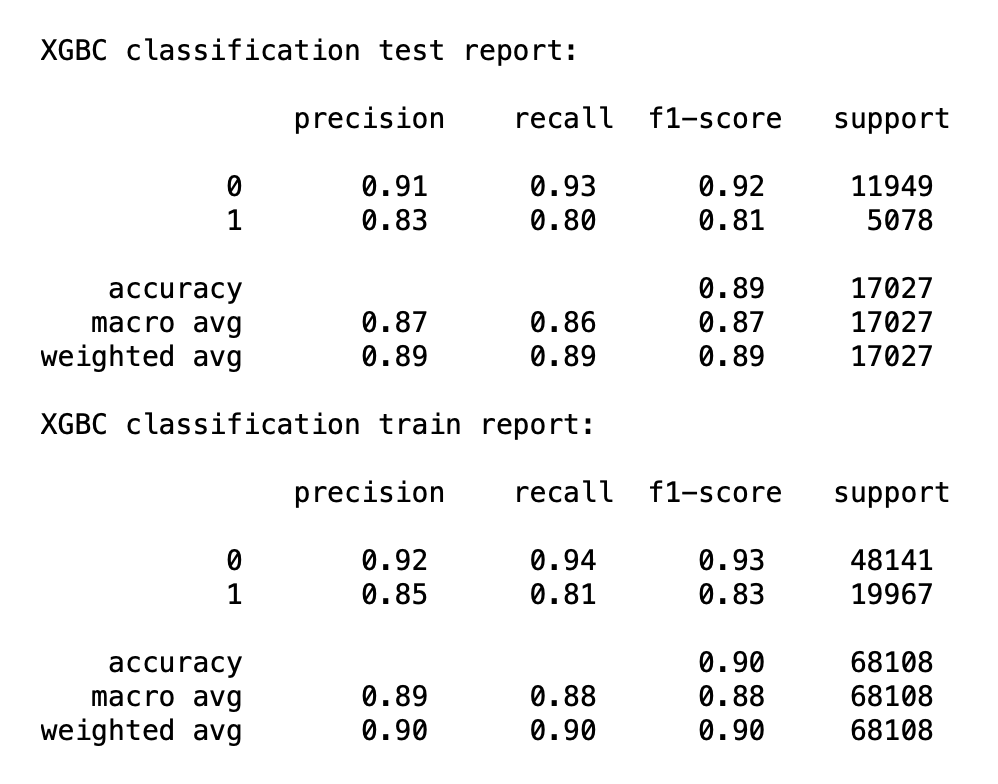 XGBC classification test report:
precision recall f1-score support
0 0.91 0.93 0.92 11949
1 0.83 0.80 0.81 5078
accuracy 0.89 17027
macro avg 0.87 0.86 0.87 17027
weighted avg 0.89 0.89 0.89 17027
XGBC classification train report:
precision recall f1-score support
0 0.92 0.94 0.93 48141
1 0.85 0.81 0.83 19967
accuracy 0.90 68108
macro avg 0.89 0.88 0.88 68108
weighted avg 0.90 0.90 0.90 68108